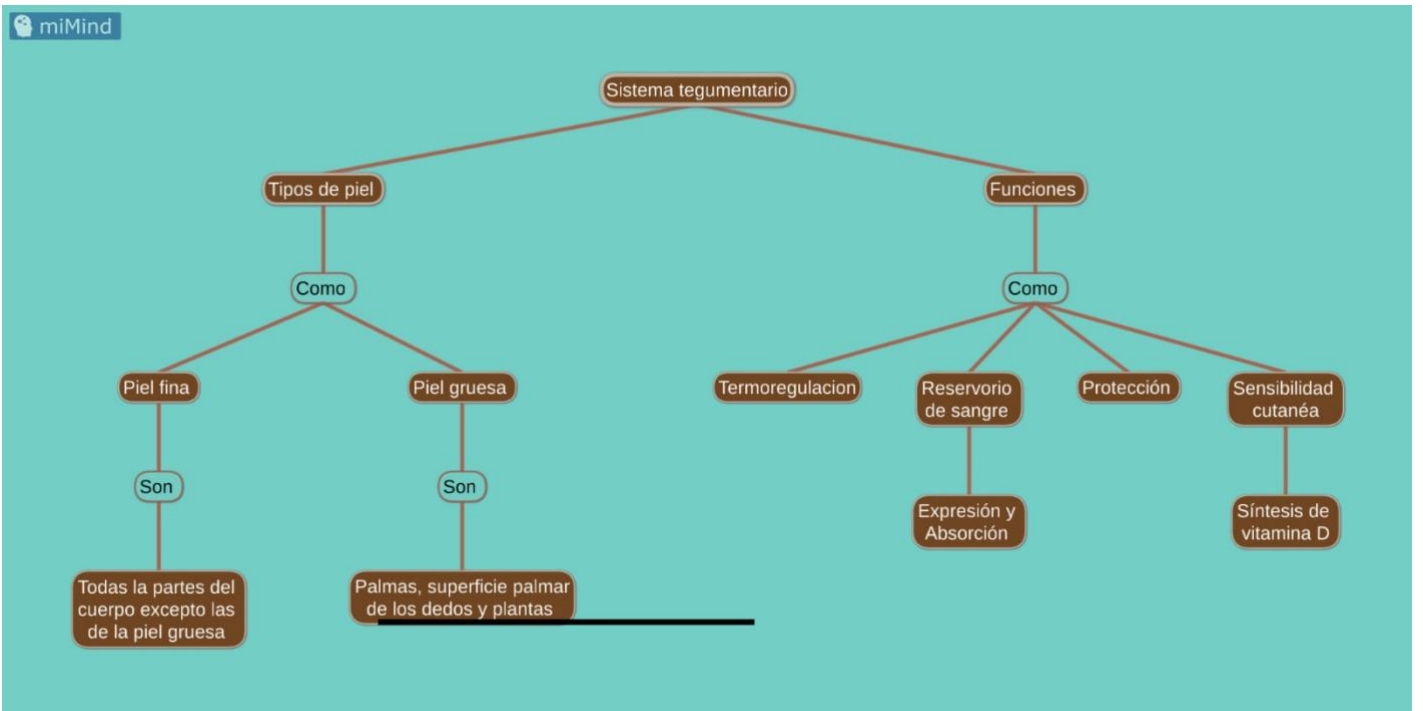 miMind
Sistema tegumentario
Tipos de piel
Funciones
Como
Como
Piel fina
Piel gruesa
Termoregulacion
Reservorio
de sangre
Protección
Sensibilidad
cutanéa
Son
Son
Expresión y
Absorción
Síntesis de
vitamina D
Todas la partes del
cuerpo excepto las
de la piel gruesa
Palmas, superficie palmar
de los dedos y plantas